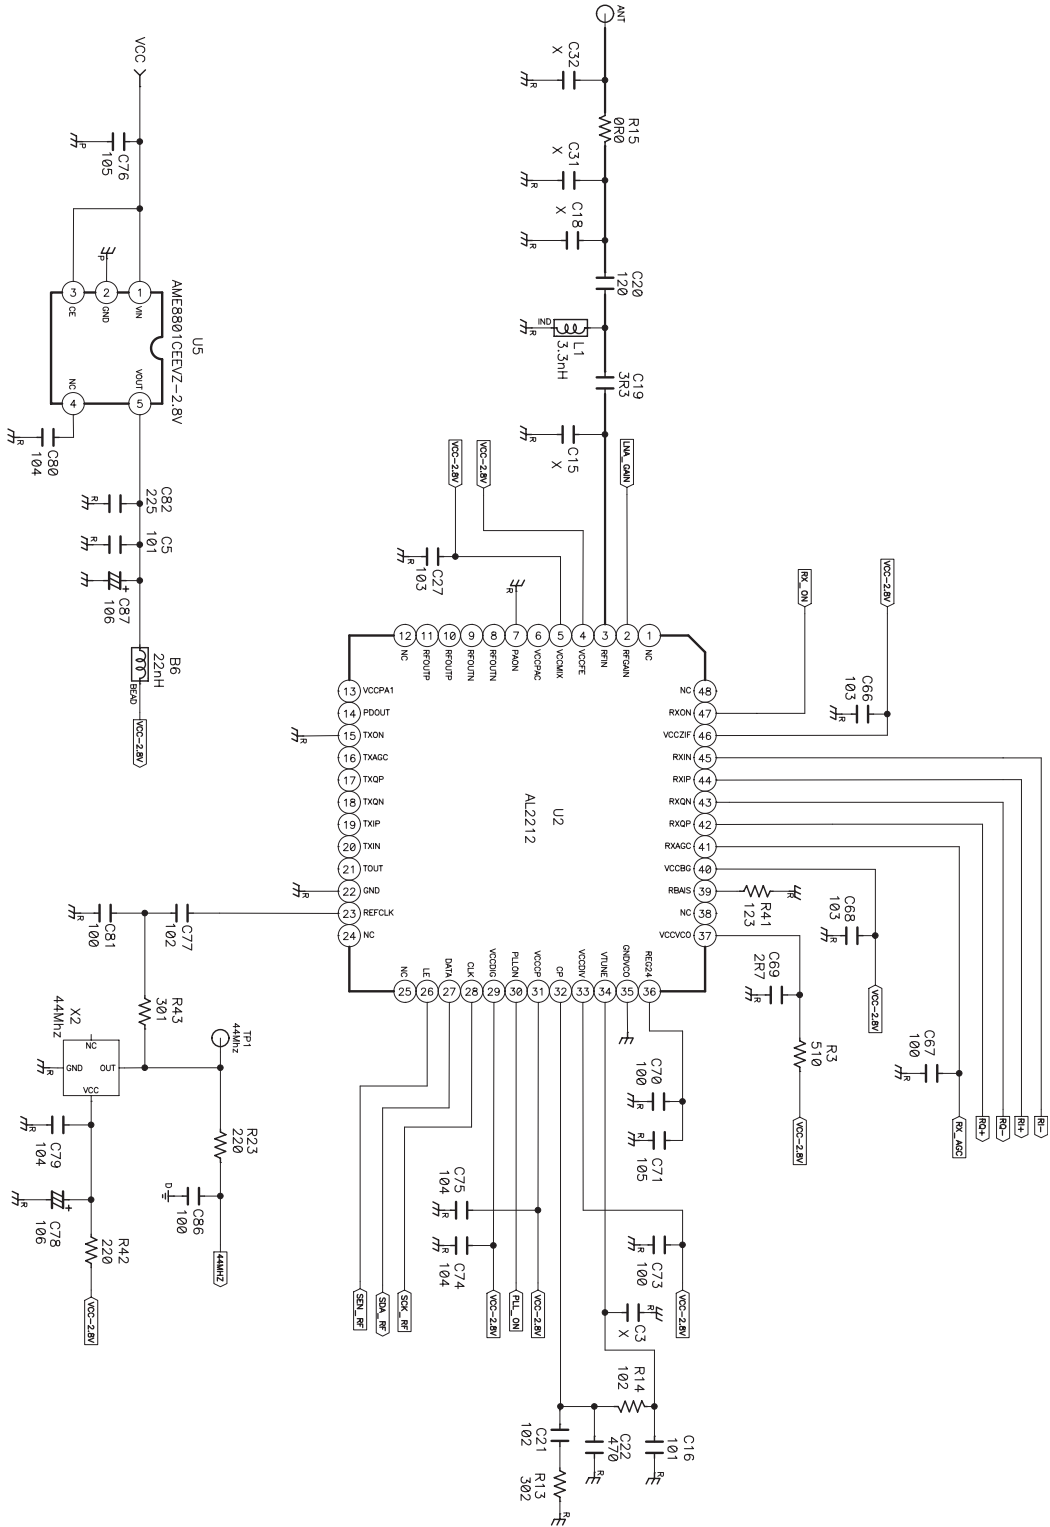 ANT
C32
X
R15
0R0
C31
X
C18
X
C20
120
IND
L1
3.3nH
C19
3R3
C15
X
R
R
R
R
R
VCC
C76
105
P
P
1
VIN
2
GND
3
CE
U5
AME8801CEEVZ-2.8V
NC
4
VOUT
5
C80
104
R
C82
225
R
C5
101
+
C87
106
B6
22nH
BEAD
VCC-2.8V
LNA_GAIN
VCC-2.8V
VCC-2.8V
C27
103
R
R
RX_ON
VCC-2.8V
C66
103
R
U2
AL2212
1
NC
2
RFGAIN
3
RFIN
4
VCCFE
5
VCCMIX
6
VCCPAC
7
PAON
8
RFOUTN
9
RFOUTN
10
RFOUTP
11
RFOUTP
12
NC
13
VCCPA1
14
PDOUT
15
TXON
16
TXAGC
17
TXQP
18
TXQN
19
TXIP
20
TXIN
21
TOUT
22
GND
23
REFCLK
24
NC
NC
25
LE
26
DATA
27
CLK
28
VCCDIG
29
PLLON
30
VCCCP
31
CP
32
VCCDIV
33
VTUNE
34
GNDVCO
35
REG24
36
VCCVCO
37
NC
38
RBAIS
39
VCCBG
40
RXAGC
41
RXQP
42
RXQN
43
RXIP
44
RXIN
45
VCCZIF
46
RXON
47
NC
48
R
R
R41
123
R
C68
103
R
VCC-2.8V
C69
2R7
R
R3
510
VCC-2.8V
C67
100
R
RX_AGC
RQ+
RQ-
RI+
RI-
C77
102
C81
100
R
R43
301
X2
44Mhz
NC
GND
OUT
VCC
R
TP1
44Mhz
C79
104
R
C78
106
+
R
R42
220
VCC-2.8V
R23
220
C86
100
D
44MHZ
C70
100
R
C71
105
R
C75
104
R
C74
104
R
C73
100
R
SEN_RF
SDA_RF
SCK_RF
VCC-2.8V
PLL_ON
VCC-2.8V
VCC-2.8V
C3
X
R
R14
102
C21
102
C22
470
R
C16
101
R
R13
302
R